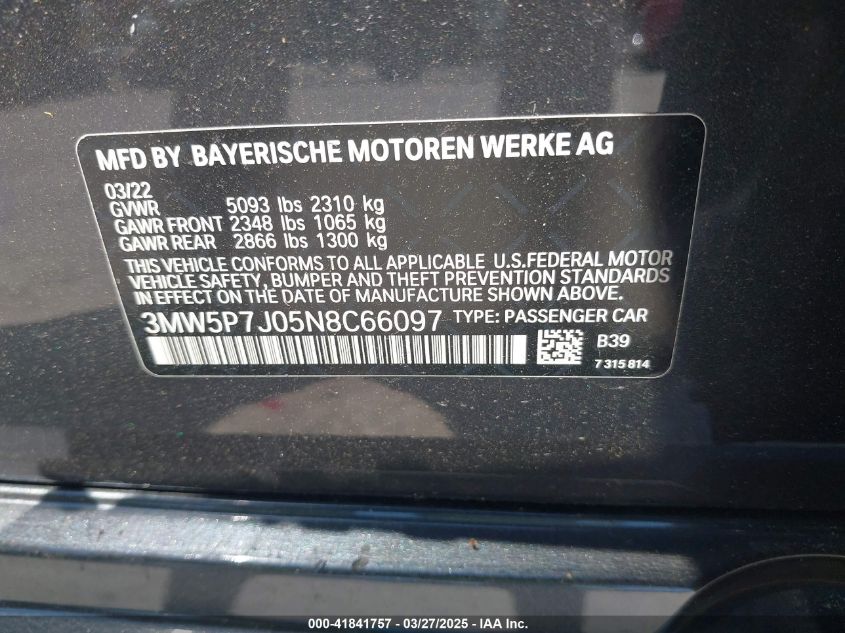 MFD BY BAYERISCHE MOTOREN WERKE AG
03/22
GVWR 5093 lbs 2310 kg
GAWR FRONT 2348 lbs 1065 kg
GAWR REAR 2866 lbs 1300 kg
THIS VEHICLE CONFORMS TO ALL APPLICABLE U.S.FEDERAL MOTOR
VEHICLE SAFETY, BUMPER AND THEFT PREVENTION STANDARDS
IN EFFECT ON THE DATE OF MANUFACTURE SHOWN ABOVE.
3MW5P7J05N8C66097 TYPE: PASSENGER CAR
B39
7 315 814
000-41841757 - 03/27/2025 - IAA Inc.